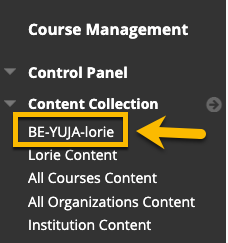 Course Management
Control Panel
Content Collection
BE-YUJA-lorie
Lorie Content
All Courses Content
All Organizations Content
Institution Content